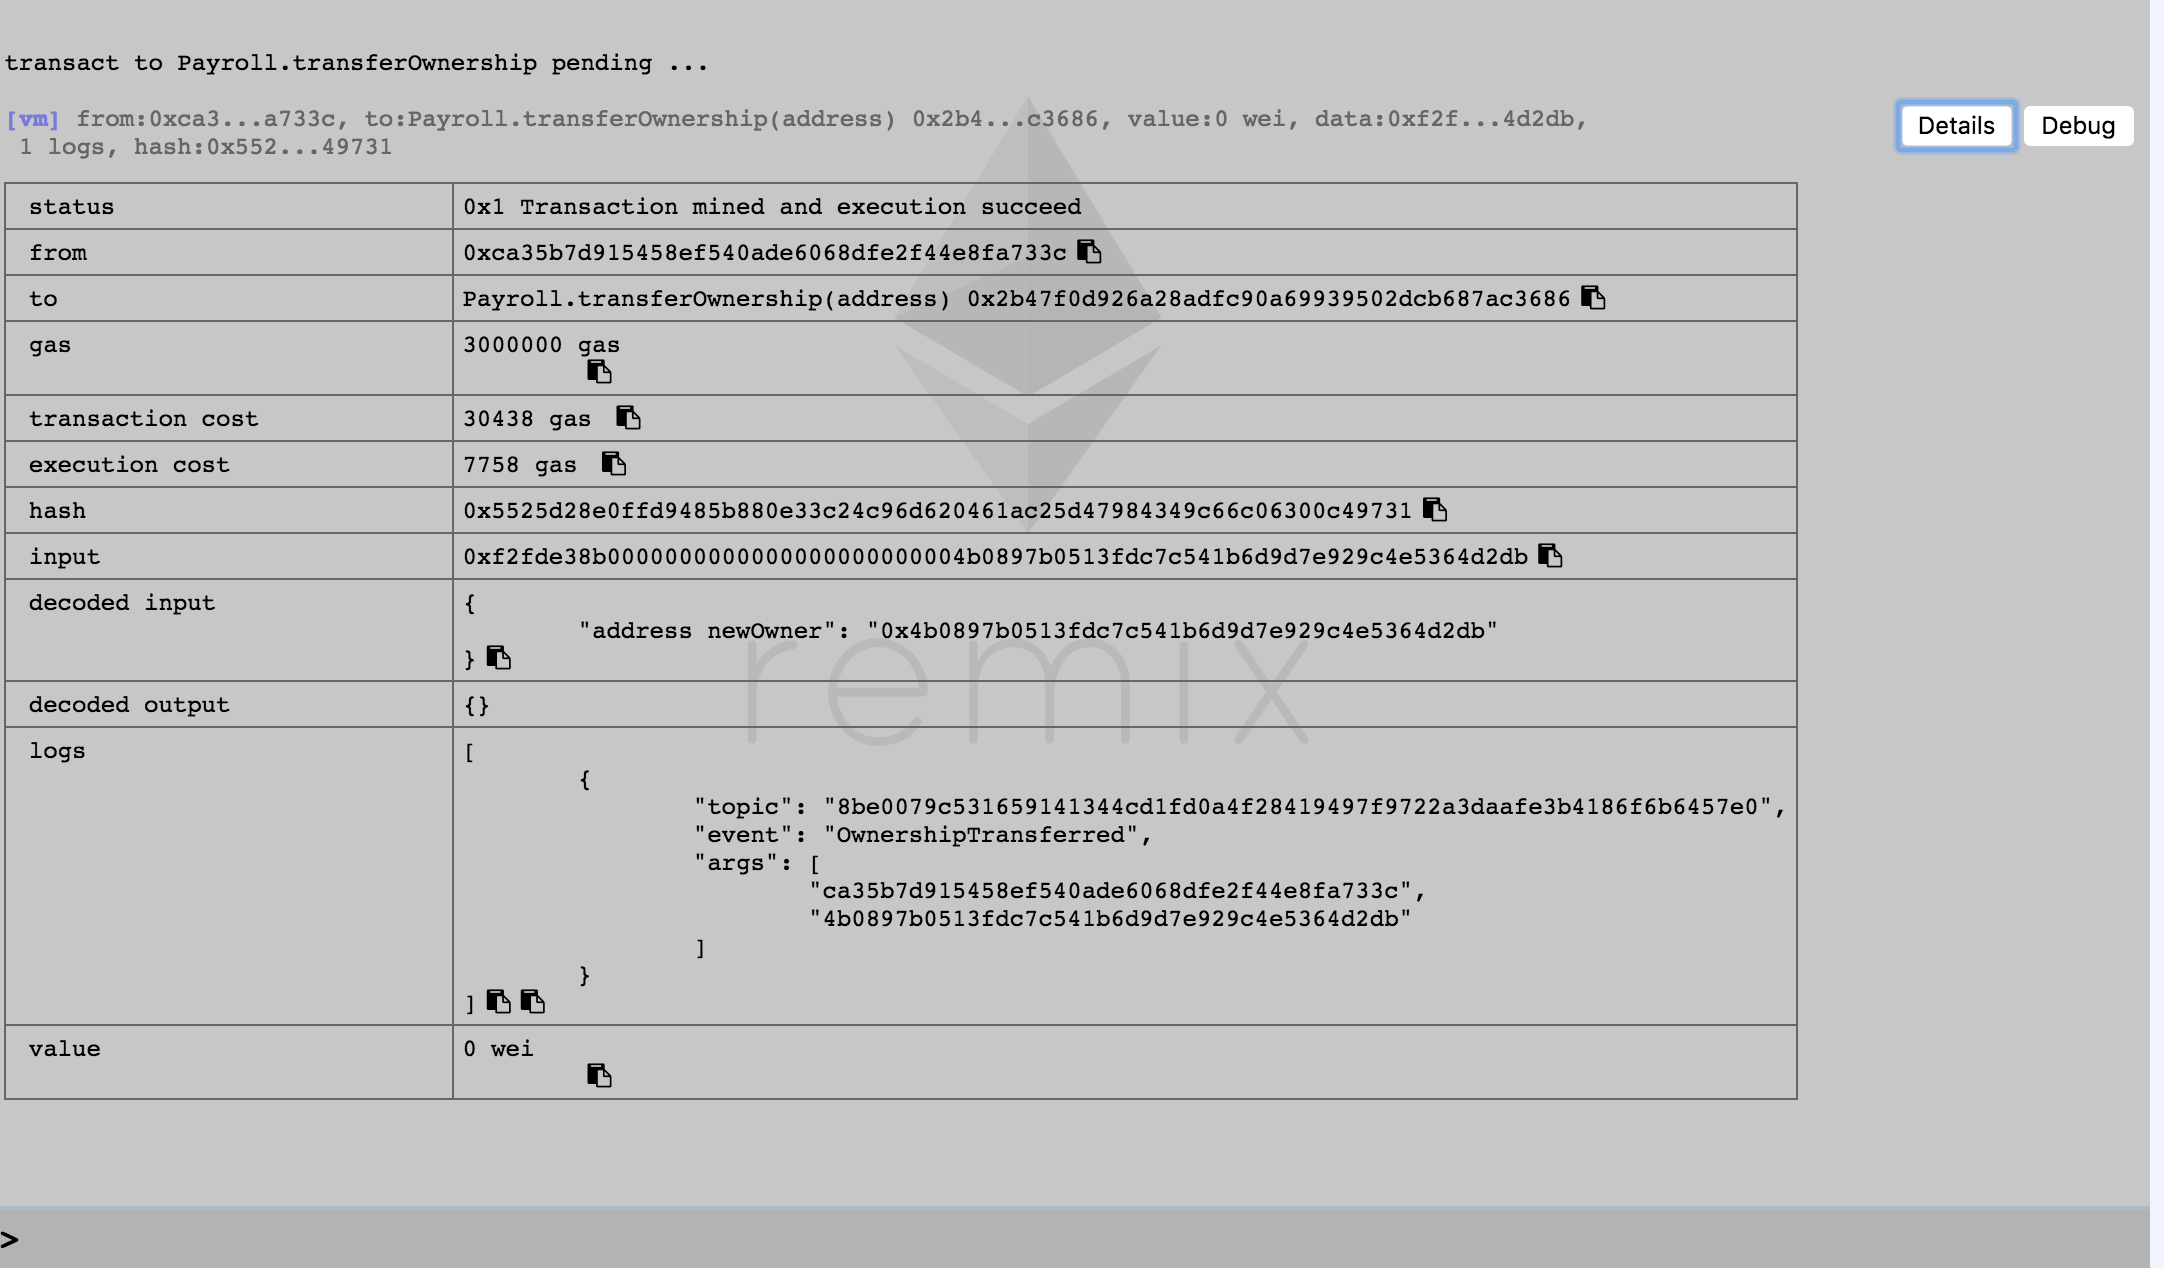 transact to Payroll.transferOwnership pending ...
[vm] from:0xca3...a733c, to:Payroll.transferOwnership(address) 0x2b4...c3686, value:0 wei, data:0xf2f...4d2db,
1 logs, hash:0x552...49731
Details Debug
status 0x1 Transaction mined and execution succeed
from 0xca35b7d915458ef540ade6068dfe2f44e8fa733c
to Payroll.transferOwnership(address) 0x2b47f0d926a28adfc90a69939502dcb687ac3686
gas 3000000 gas
transaction cost 30438 gas
execution cost 7758 gas
hash 0x5525d28e0ffd9485b880e33c24c96d620461ac25d47984349c66c06300c49731
input 0xf2fde38b0000000000000000000000004b0897b0513fdc7c541b6d9d7e929c4e5364d2db
decoded input {
"address newOwner": "0x4b0897b0513fdc7c541b6d9d7e929c4e5364d2db"
}
remix
decoded output {}
logs [
{
"topic": "8be0079c531659141344cd1fd0a4f28419497f9722a3daafe3b4186f6b6457e0",
"event": "OwnershipTransferred",
"args": [
"ca35b7d915458ef540ade6068dfe2f44e8fa733c",
"4b0897b0513fdc7c541b6d9d7e929c4e5364d2db"
]
}
]
value 0 wei
>